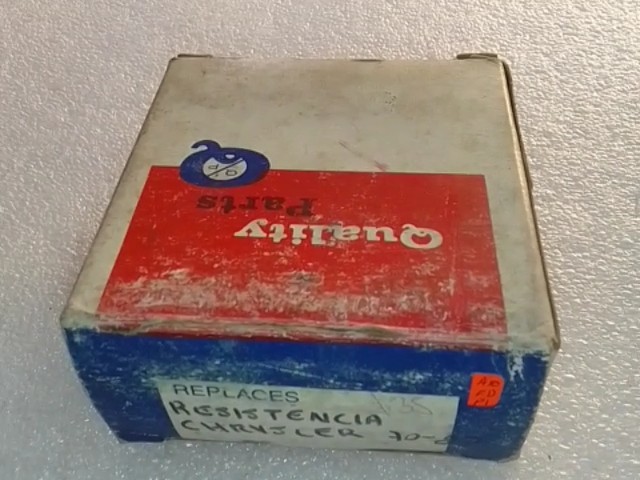 Quality
Parts
REPLACES
RESISTENCIA
CHRYSLER